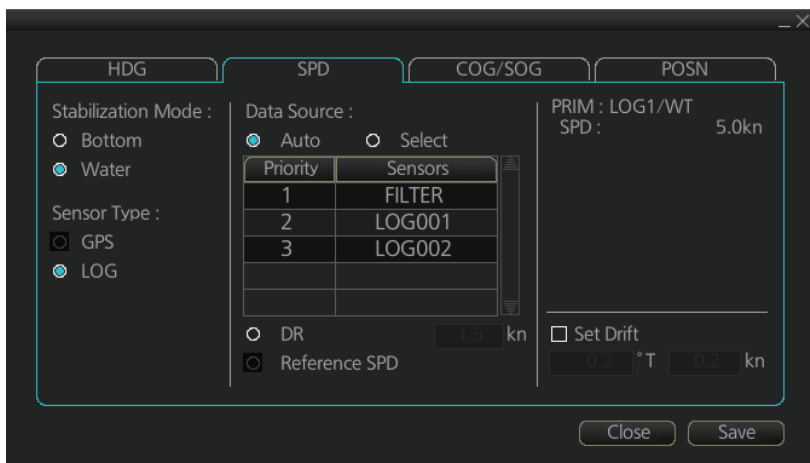 HDG SPD COG/SOG POSN
Stabilization Mode :
Bottom
Water
Sensor Type :
GPS
LOG
Data Source :
Auto Select
Priority Sensors
1 FILTER
2 LOG001
3 LOG002
DR 1.5 kn
Reference SPD
PRIM : LOG1/WT
SPD : 5.0kn
Set Drift
0.2 °T 0.2 kn
Close Save